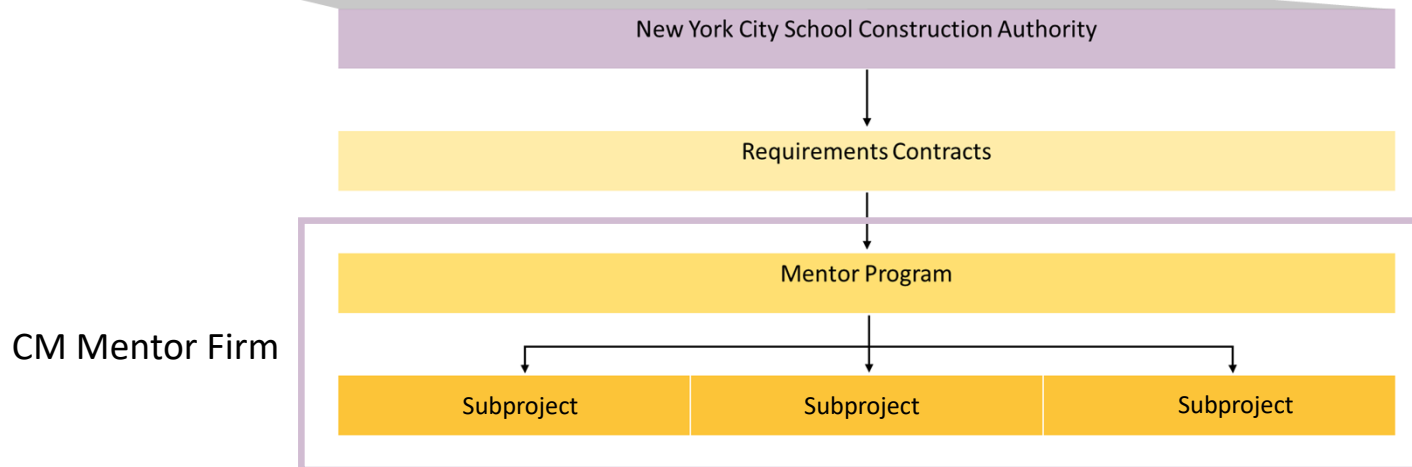 New York City School Construction Authority
Requirements Contracts
Mentor Program
CM Mentor Firm
Subproject
Subproject
Subproject